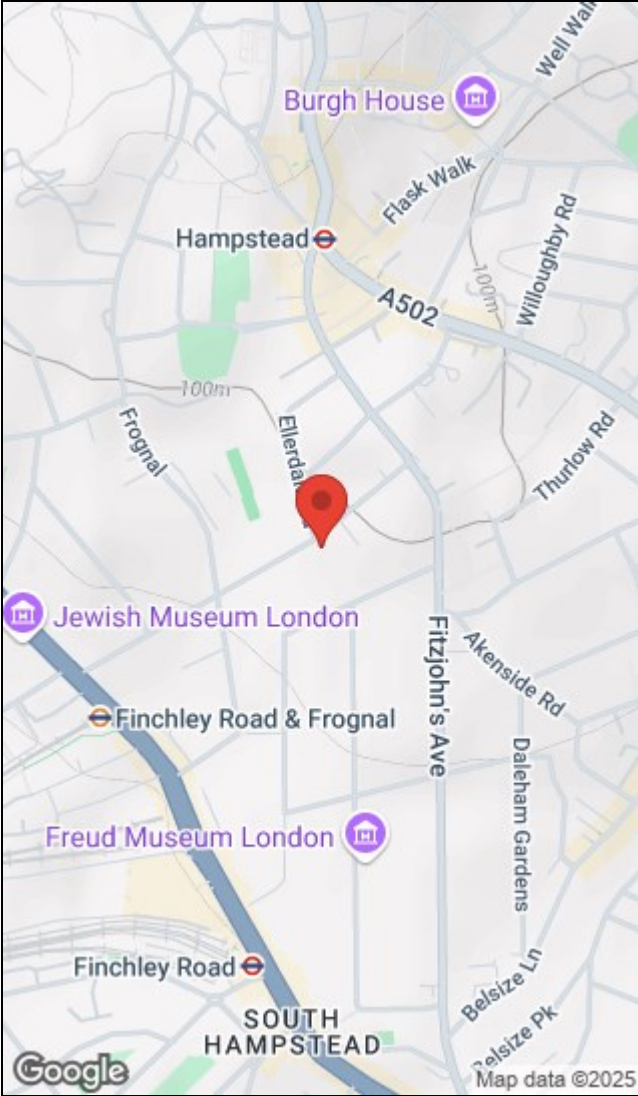 Well Walk
Burgh House
Flask Walk
Willoughby Rd
Hampstead
100m
A502
100m
Frognal
Thurlow Rd
Jewish Museum London
Fitzjohn's Ave
Akenside Rd
Finchley Road & Frognal
Daleham Gardens
Freud Museum London
Belsize Ln
Finchley Road
SOUTH
HAMPSTEAD
Belsize Pk
Google
Map data ©2025